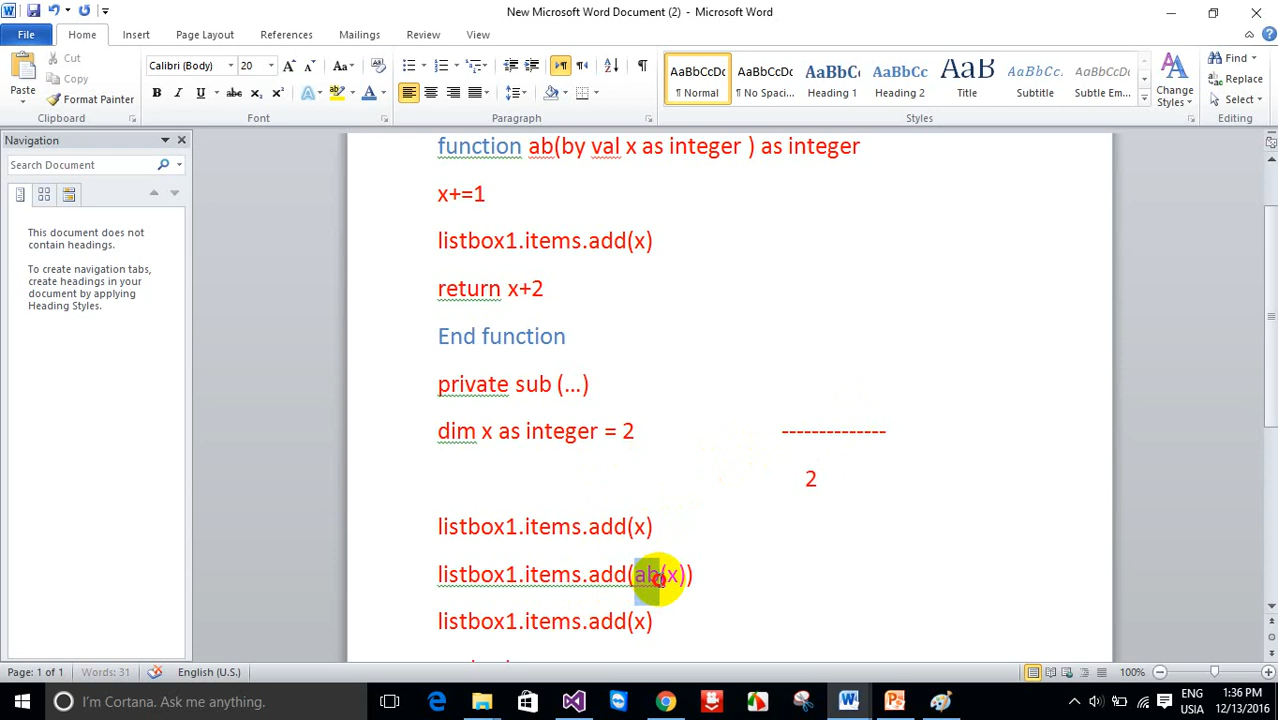 New Microsoft Word Document (2) - Microsoft Word
File Home Insert Page Layout References Mailings Review View
Paste Cut Copy Format Painter
Calibri (Body) 20
AaBbCcDc AaBbCcDc AaBbCc AaBbCc AaB AaBbCc. AaBbCcDc
¶ Normal ¶ No Spaci... Heading 1 Heading 2 Title Subtitle Subtle Em...
Change Styles
Find Replace Select
Clipboard Font Paragraph Styles Editing
Navigation
Search Document
This document does not contain headings.
To create navigation tabs, create headings in your document by applying Heading Styles.
function ab(by val x as integer ) as integer
x+=1
listbox1.items.add(x)
return x+2
End function
private sub (...)
dim x as integer = 2 --------------
2
listbox1.items.add(x)
listbox1.items.add(ab(x))
listbox1.items.add(x)
Page: 1 of 1 Words: 31 English (U.S.) 100%
I'm Cortana. Ask me anything.
ENG 1:36 PM
USIA 12/13/2016